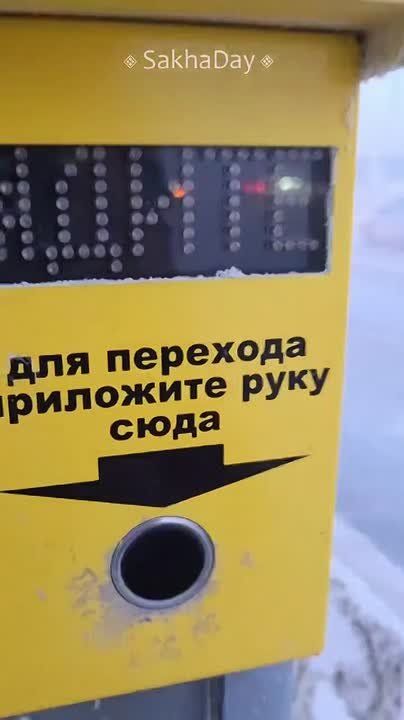 SakhaDay
для перехода
приложите руку
сюда